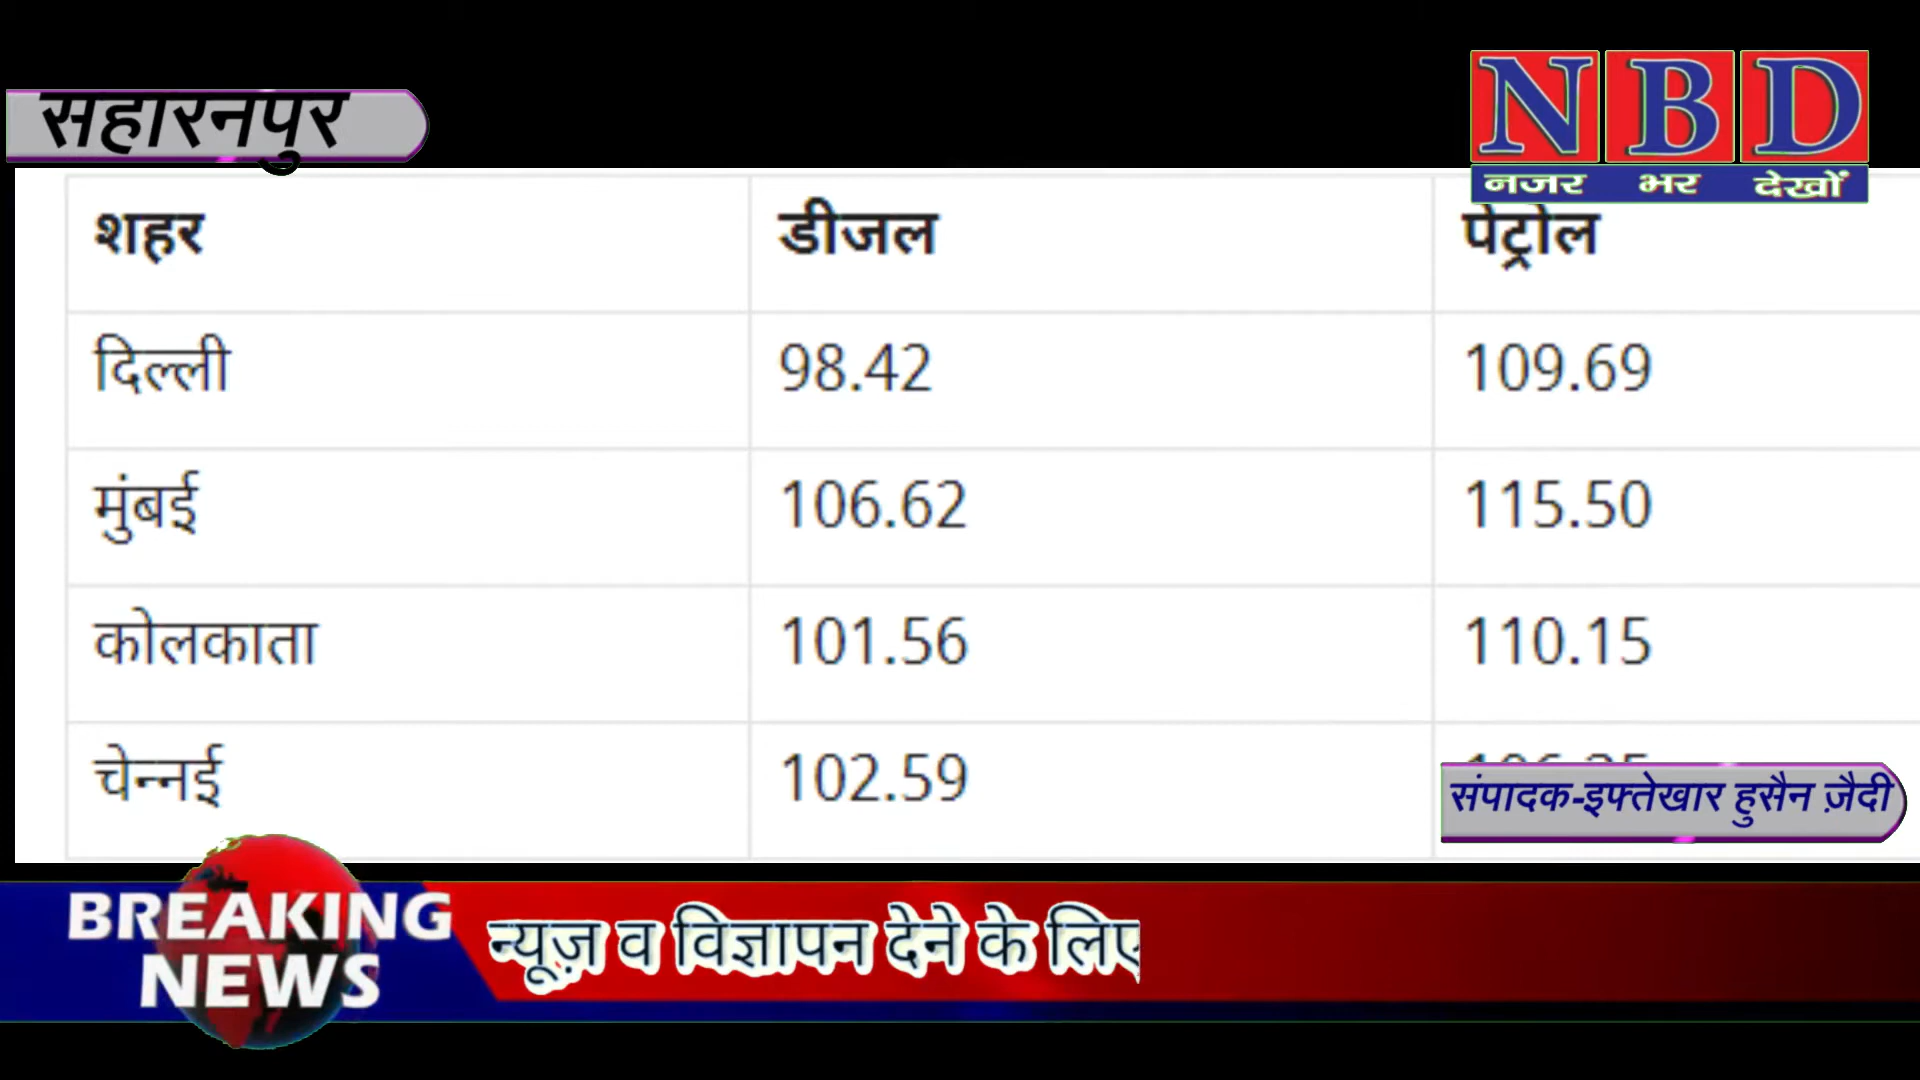 सहारनपुर
NBD
नजर भर देखों
शहर डीजल पेट्रोल
दिल्ली 98.42 109.69
मुंबई 106.62 115.50
कोलकाता 101.56 110.15
चेन्नई 102.59
संपादक-इफ्तेखार हुसैन ज़ैदी
BREAKING
NEWS
न्यूज़ व विज्ञापन देने के लिए